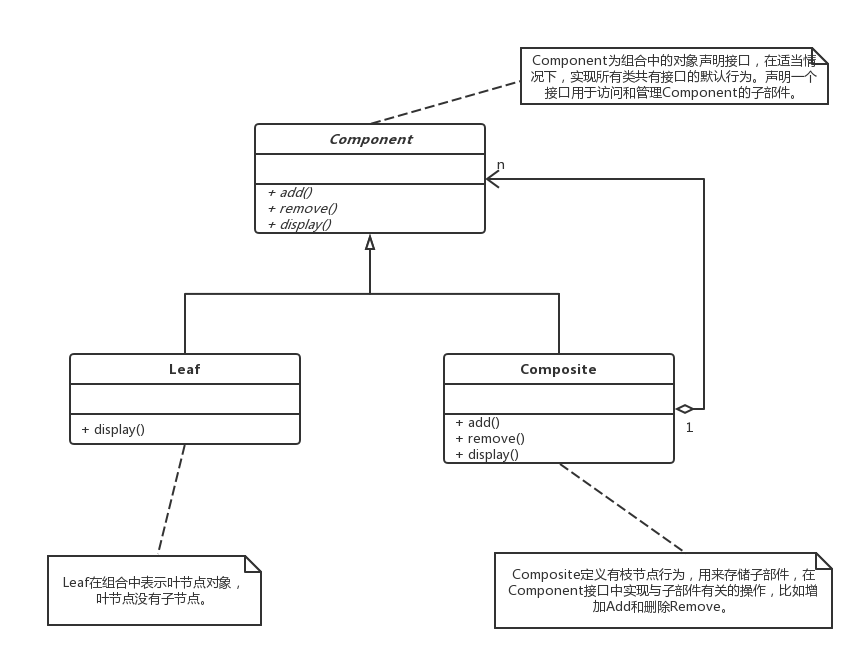 Component为组合中的对象声明接口，在适当情
况下，实现所有类共有接口的默认行为。声明一个
接口用于访问和管理Component的子部件。
Component
n
+ add()
+ remove()
+ display()
Leaf
+ display()
Composite
+ add()
+ remove()
+ display()
1
Leaf在组合中表示叶节点对象，
叶节点没有子节点。
Composite定义有枝节点行为，用来存储子部件，在
Component接口中实现与子部件有关的操作，比如增
加Add和删除Remove。